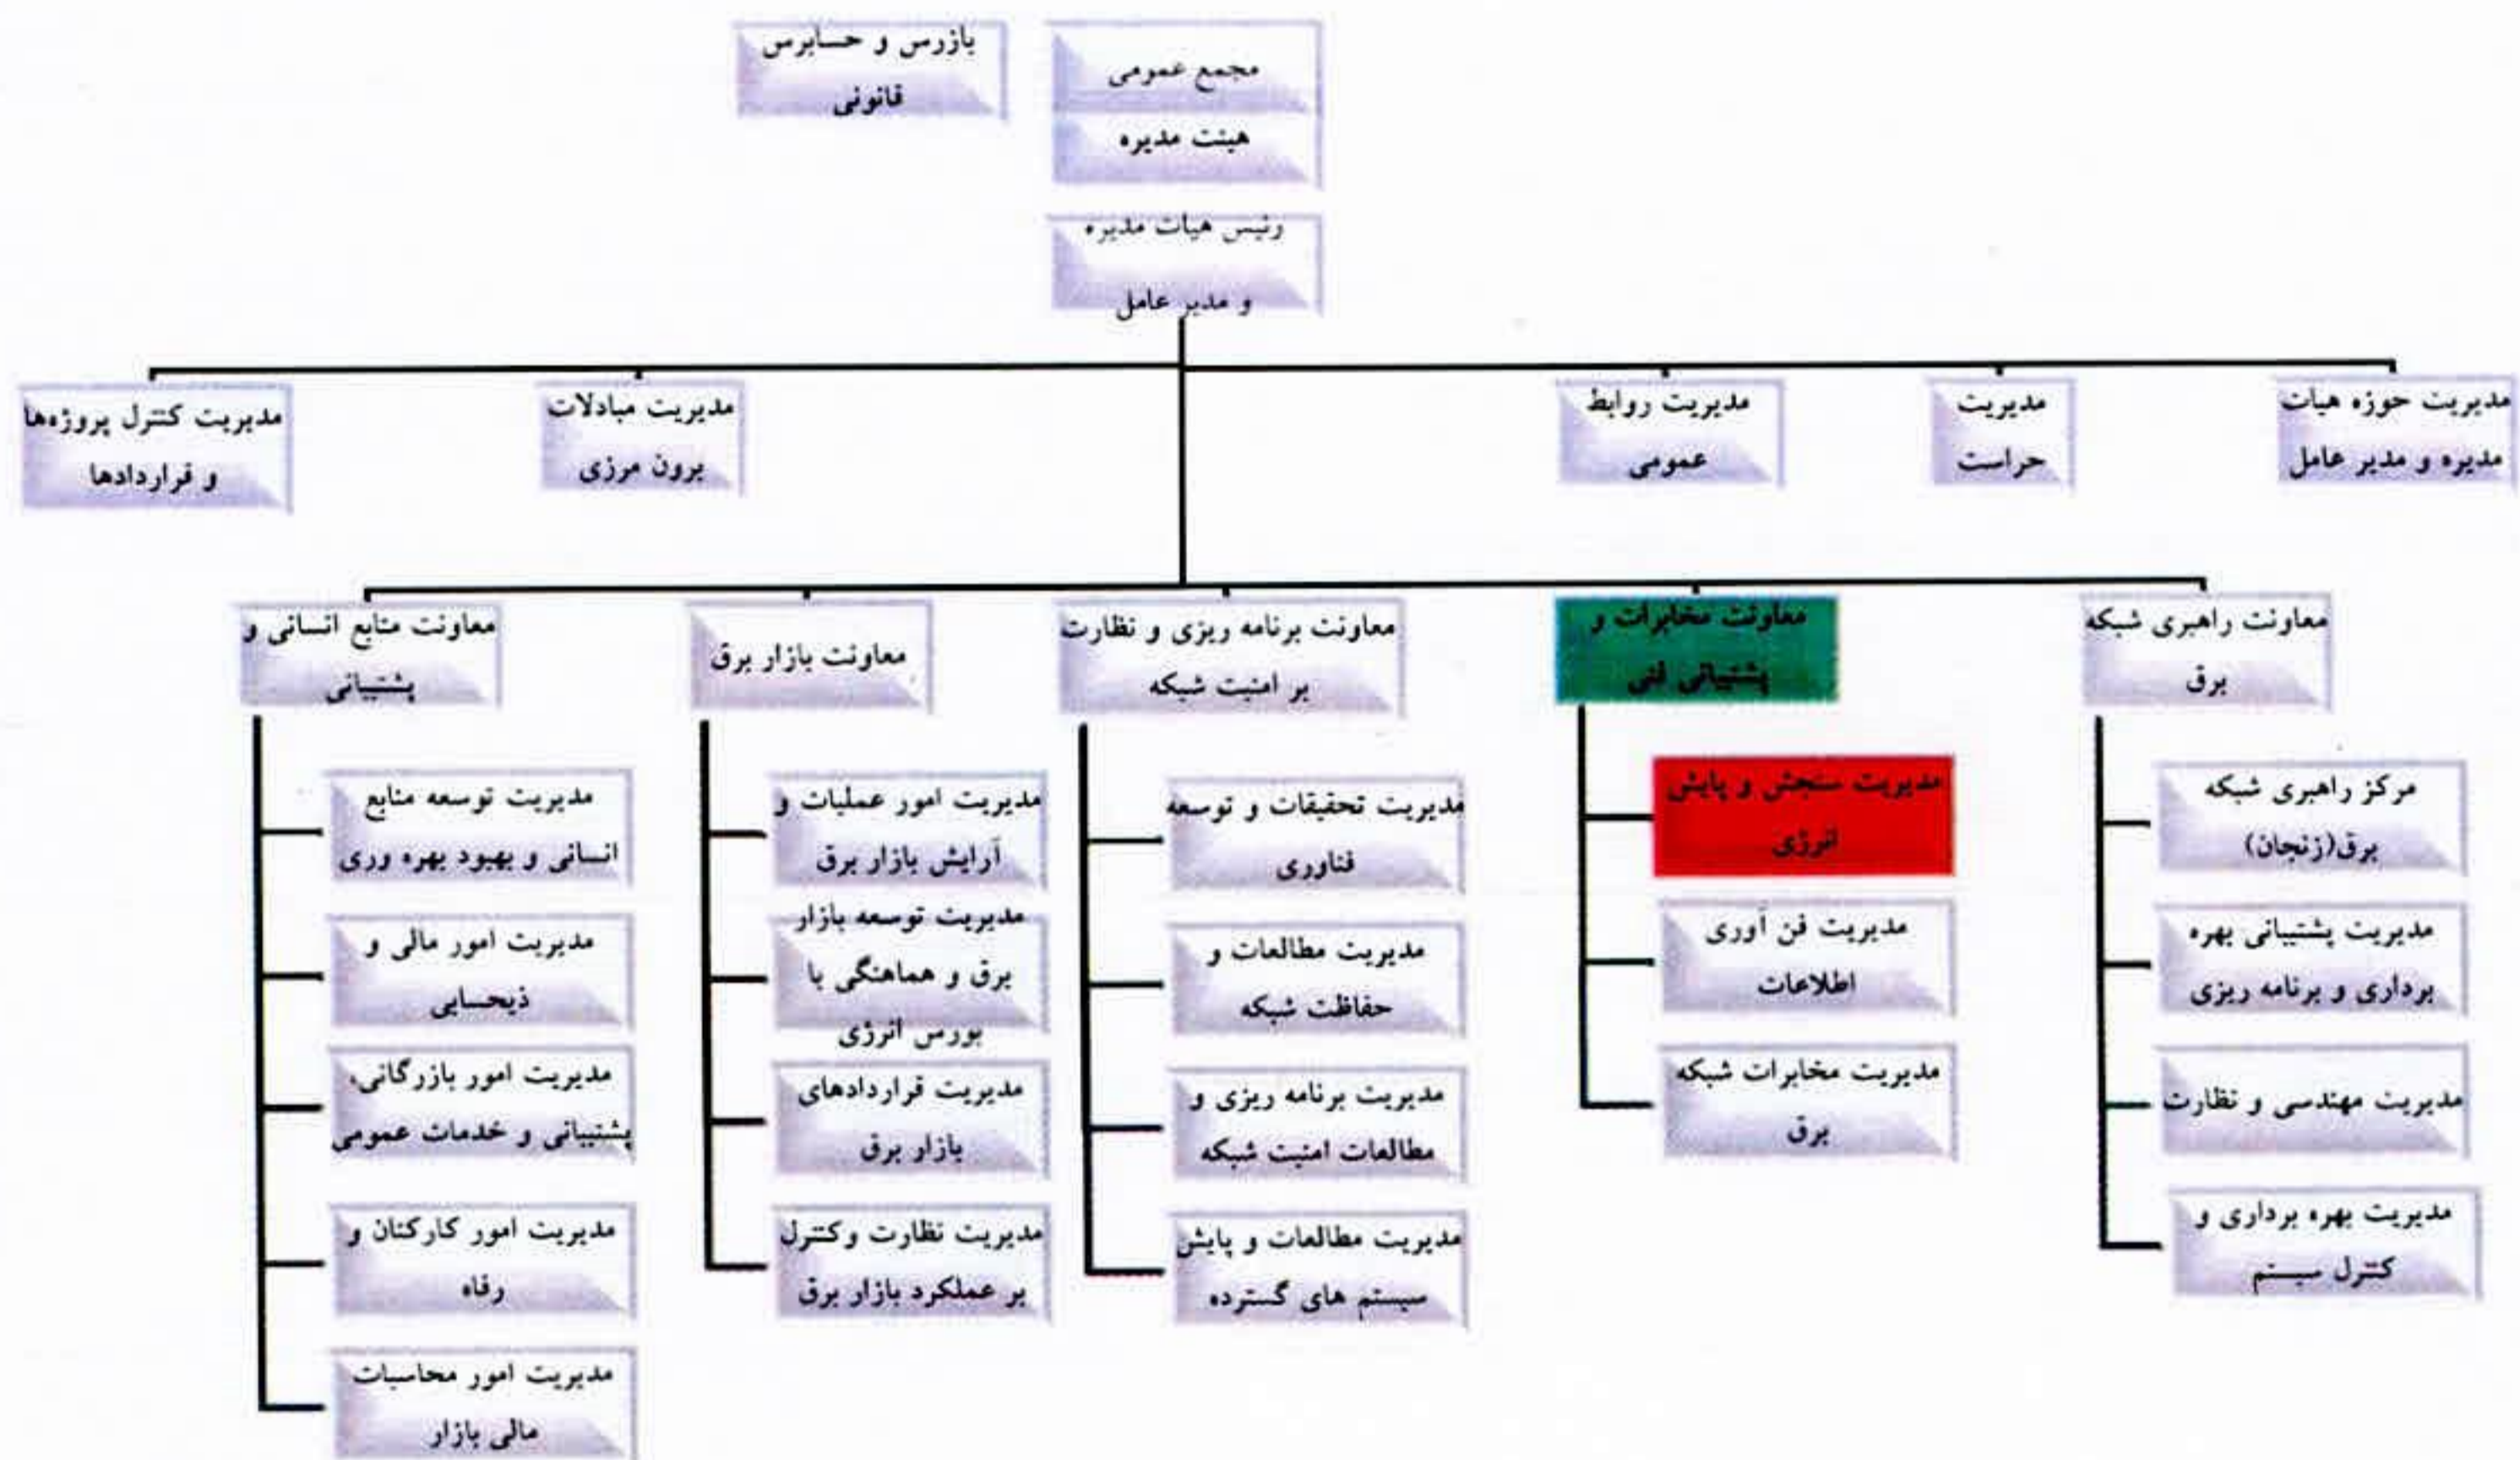 مجمع عمومی
بازرس و حسابرس
قانونی
هیئت مدیره
رئیس هیات مدیره
و مدیر عامل
مدیریت حوزه هیات
مدیره و مدیر عامل
مدیریت
حراست
مدیریت روابط
عمومی
مدیریت مبادلات
برون مرزی
مدیریت کنترل پروژه‌ها
و قراردادها
معاونت راهبری شبکه
برق
مرکز راهبری شبکه
برق(زنجان)
مدیریت پشتیبانی بهره
برداری و برنامه ریزی
مدیریت مهندسی و نظارت
مدیریت بهره برداری و
کنترل سیستم
معاونت مخابرات و
پشتیبانی فنی
مدیریت سنجش و پایش
انرژی
مدیریت فن آوری
اطلاعات
مدیریت مخابرات شبکه
برق
معاونت برنامه ریزی و نظارت
بر امنیت شبکه
مدیریت تحقیقات و توسعه
فناوری
مدیریت مطالعات و
حفاظت شبکه
مدیریت برنامه ریزی و
مطالعات امنیت شبکه
مدیریت مطالعات و پایش
سیستم های گسترده
معاونت بازار برق
مدیریت امور عملیات و
آرایش بازار برق
مدیریت توسعه بازار
برق و هماهنگی با
بورس انرژی
مدیریت قراردادهای
بازار برق
مدیریت نظارت وکنترل
بر عملکرد بازار برق
معاونت منابع انسانی و
پشتیبانی
مدیریت توسعه منابع
انسانی و بهبود بهره وری
مدیریت امور مالی و
ذیحسابی
مدیریت امور بازرگانی،
پشتیبانی و خدمات عمومی
مدیریت امور کارکنان و
رفاه
مدیریت امور محاسبات
مالی بازار